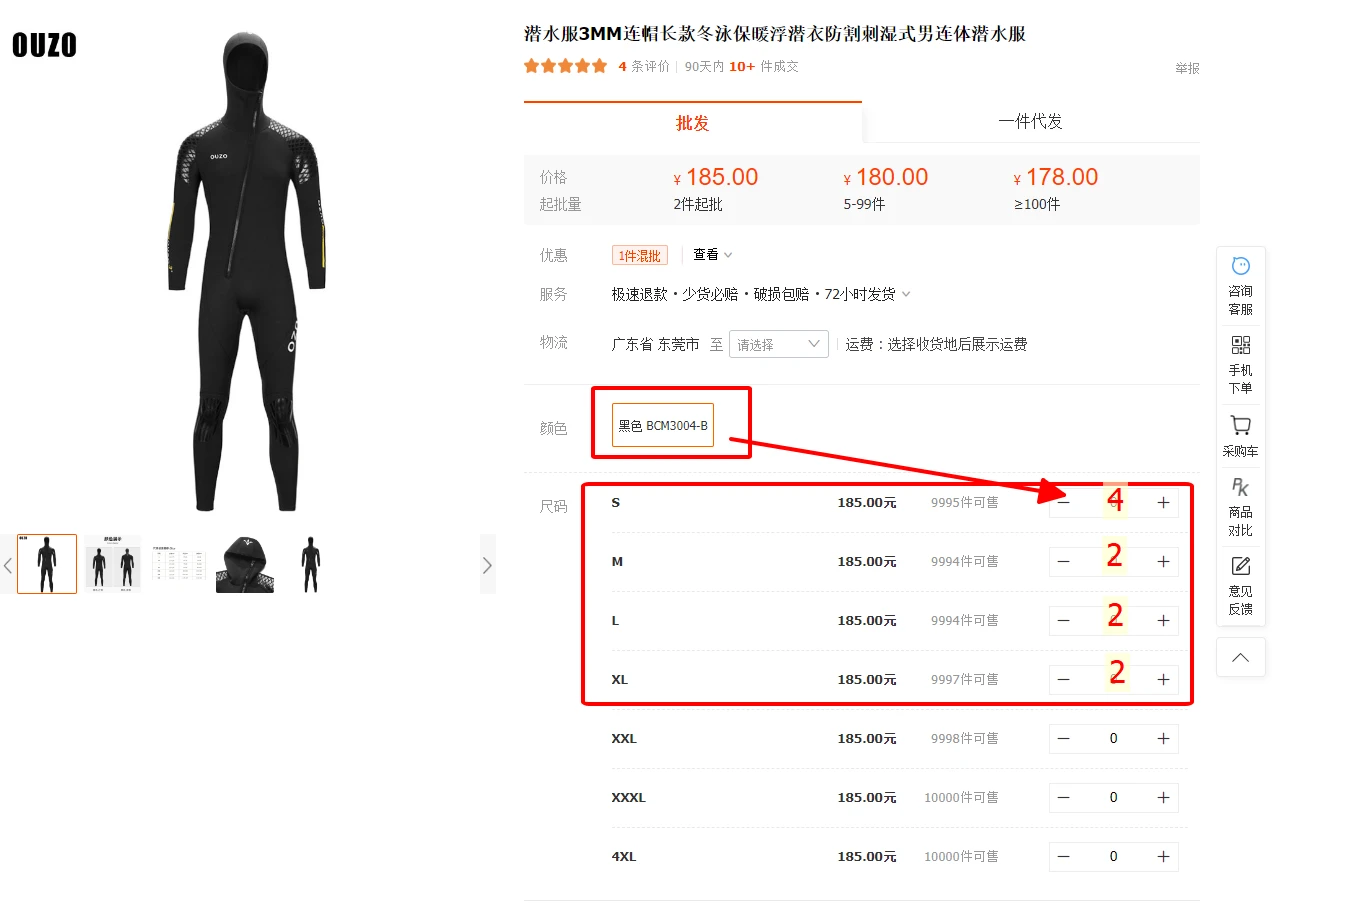 OUZO
潜水服3MM连帽长款冬泳保暖浮潜衣防割刺湿式男连体潜水服
4 条评价 90天内 10+ 件成交
举报
批发
一件代发
价格 ¥185.00 ¥180.00 ¥178.00
起批量 2件起批 5-99件 ≥100件
优惠 1件混批 查看
服务 极速退款·少货必赔·破损包赔·72小时发货
物流 广东省 东莞市 至 请选择 运费：选择收货地后展示运费
颜色 黑色 BCM3004-B
尺码 S 185.00元 9995件可售 — 4 +
M 185.00元 9994件可售 — 2 +
L 185.00元 9994件可售 — 2 +
XL 185.00元 9997件可售 — 2 +
XXL 185.00元 9998件可售 — 0 +
XXXL 185.00元 10000件可售 — 0 +
4XL 185.00元 10000件可售 — 0 +
OUZO
OUZO
OUZO
咨询
客服
手机
下单
采购车
PK
商品
对比
意见
反馈